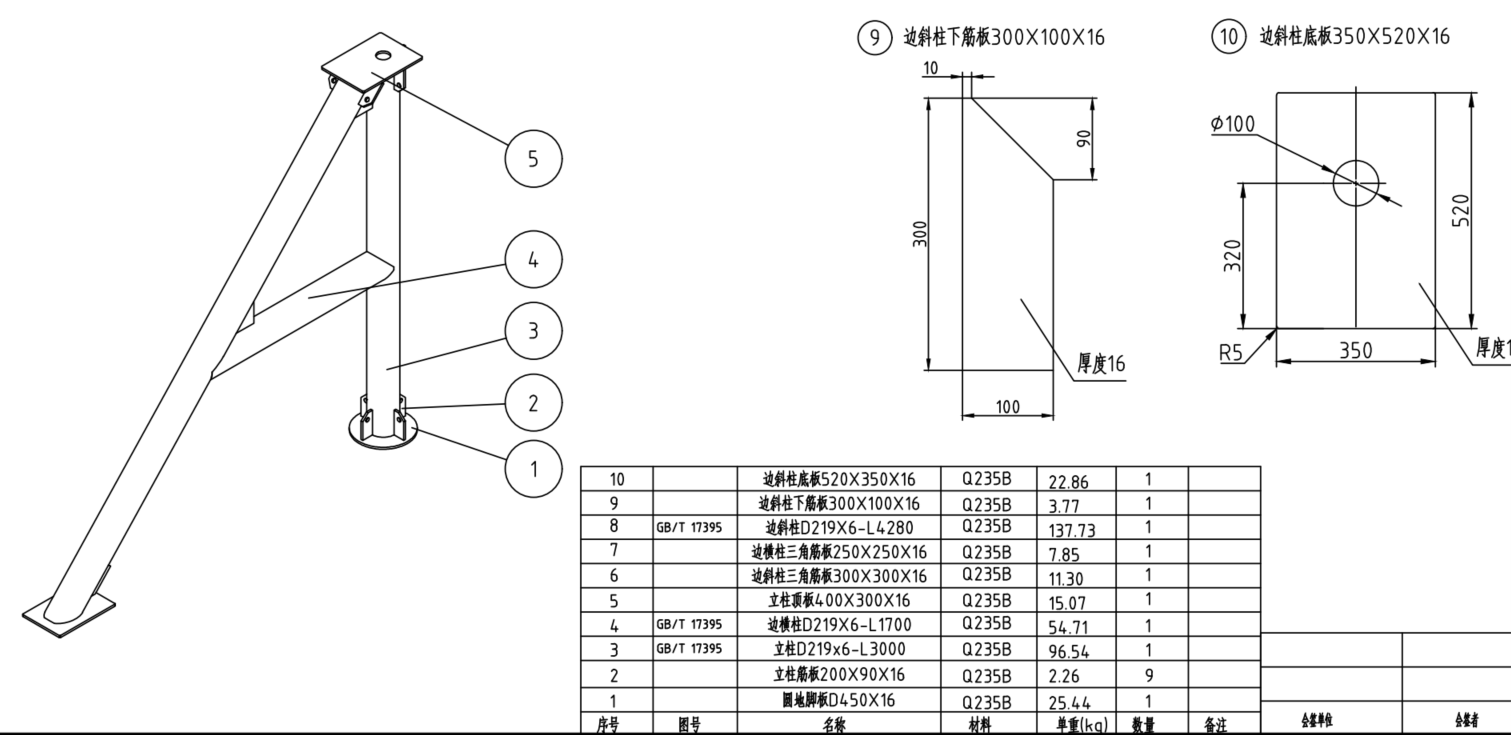 5
4
3
2
1
9 边斜柱下筋板300X100X16
10
300
90
100
厚度16
10 边斜柱底板350X520X16
Φ100
320
520
R5
350
厚度1
10 边斜柱底板520X350X16 Q235B 22.86 1
9 边斜柱下筋板300X100X16 Q235B 3.77 1
8 GB/T 17395 边斜柱D219X6-L4280 Q235B 137.73 1
7 边横柱三角筋板250X250X16 Q235B 7.85 1
6 边斜柱三角筋板300X300X16 Q235B 11.30 1
5 立柱顶板400X300X16 Q235B 15.07 1
4 GB/T 17395 边横柱D219X6-L1700 Q235B 54.71 1
3 GB/T 17395 立柱D219x6-L3000 Q235B 96.54 1
2 立柱筋板200X90X16 Q235B 2.26 9
1 圆地脚板D450X16 Q235B 25.44 1
序号 图号 名称 材料 单重(kg) 数量 备注
会签单位 会签者